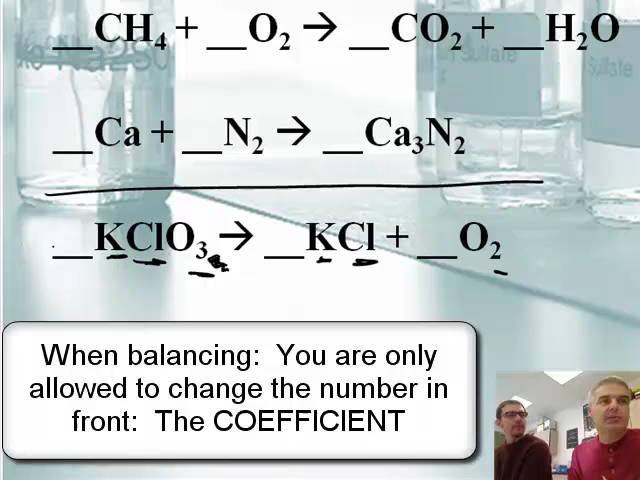 __CH₄ + __O₂ → __CO₂ + __H₂O
__Ca + __N₂ → __Ca₃N₂
__KClO₃ → __KCl + __O₂
When balancing: You are only
allowed to change the number in
front: The COEFFICIENT